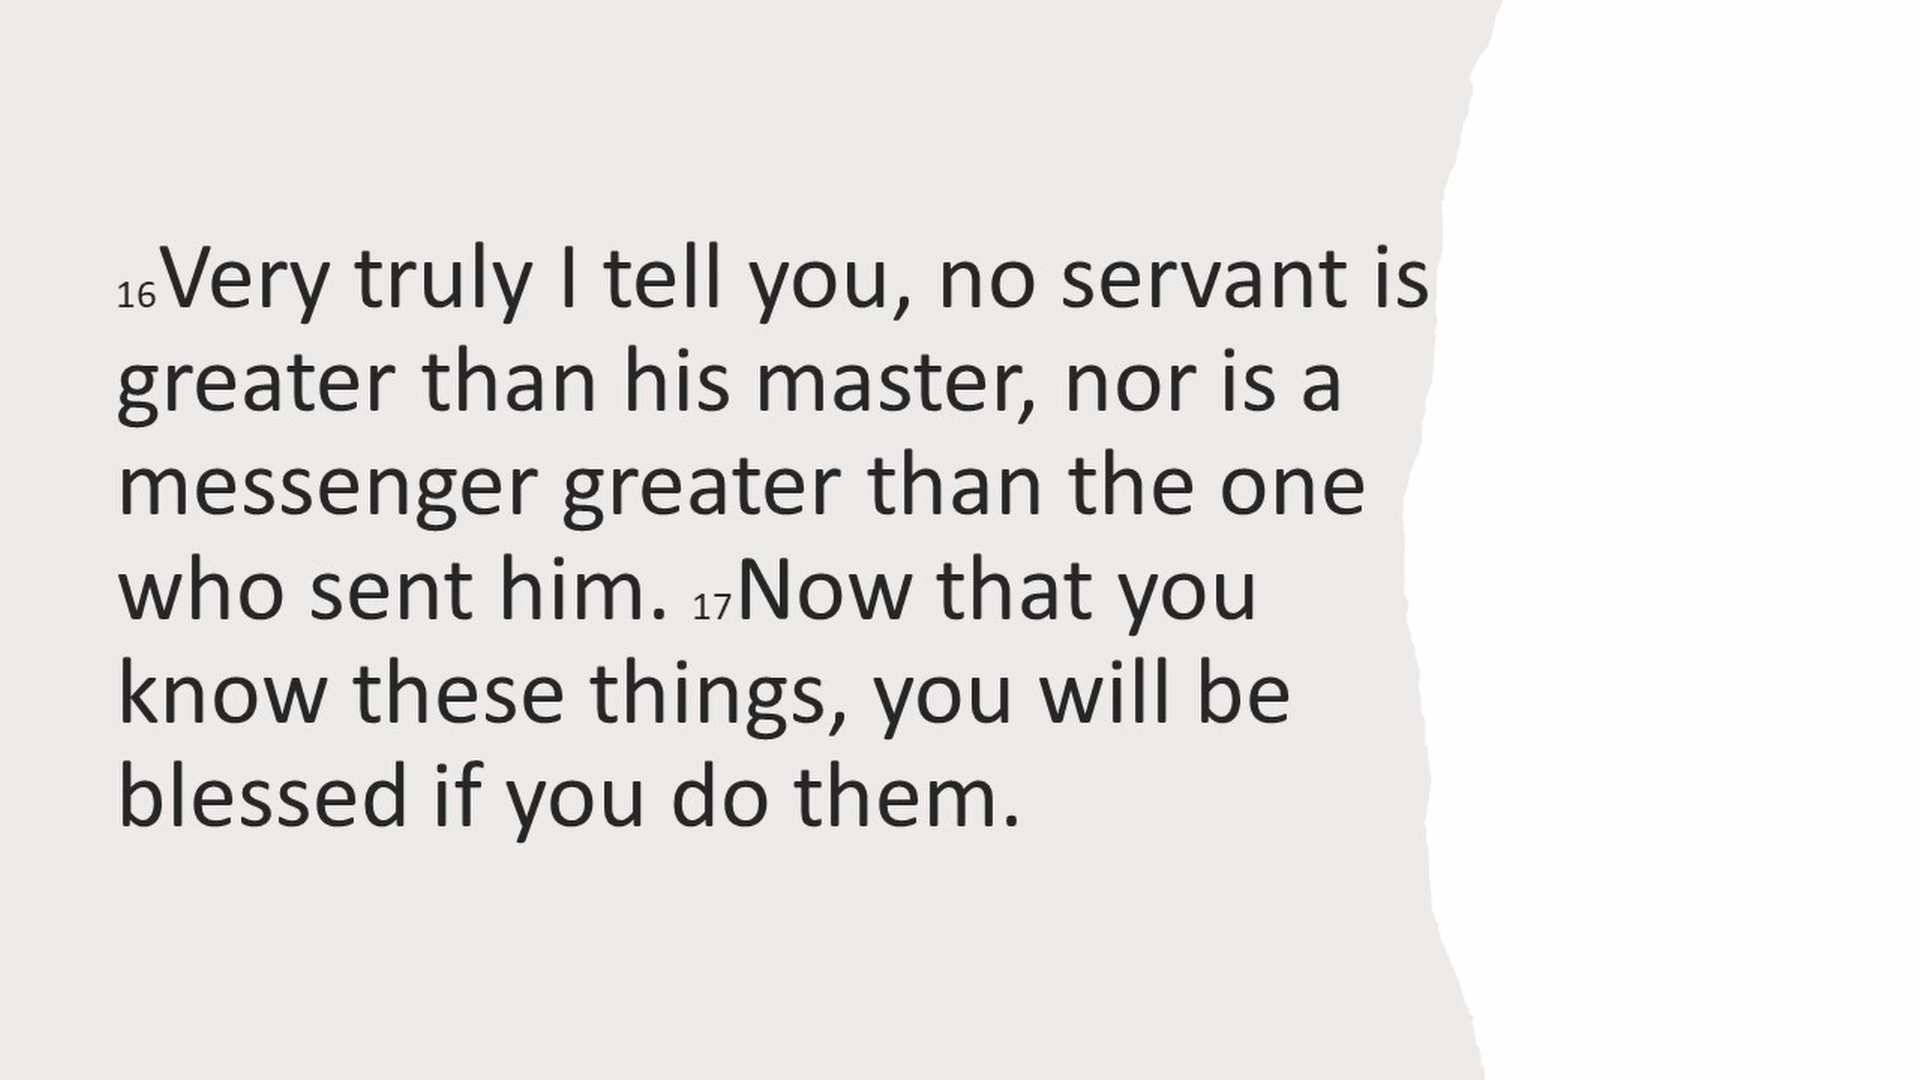 16Very truly I tell you, no servant is
greater than his master, nor is a
messenger greater than the one
who sent him. 17Now that you
know these things, you will be
blessed if you do them.